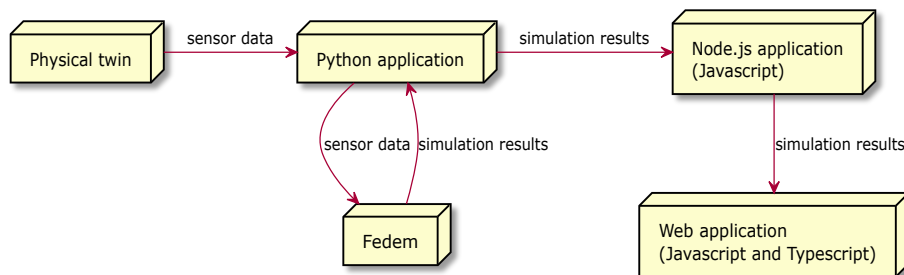 sensor data
simulation results
Physical twin
Python application
Node.js application
(Javascript)
sensor data
simulation results
simulation results
Fedem
Web application
(Javascript and Typescript)